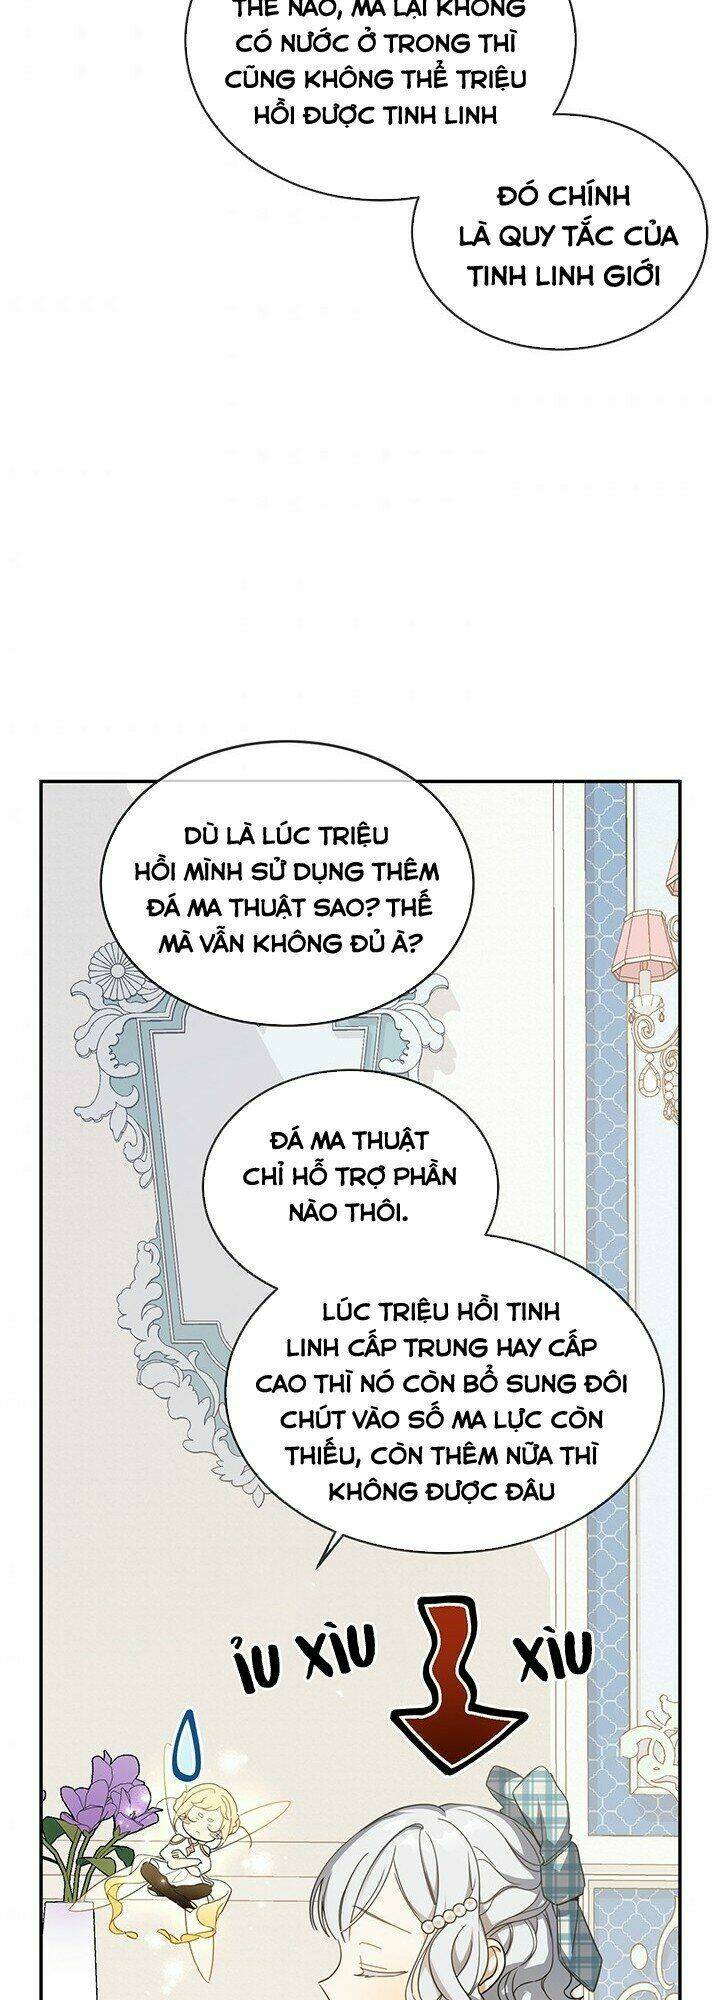 THẾ NÀO, MÀ LẠI KHÔNG
CÓ NƯỚC Ở TRONG THÌ
CŨNG KHÔNG THỂ TRIỆU
HỒI ĐƯỢC TINH LINH
ĐÓ CHÍNH
LÀ QUY TẮC CỦA
TINH LINH GIỚI
DÙ LÀ LÚC TRIỆU
HỒI MÌNH SỬ DỤNG THÊM
ĐÁ MA THUẬT SAO? THẾ
MÀ VẪN KHÔNG ĐỦ À?
ĐÁ MA THUẬT
CHỈ HỖ TRỢ PHẦN
NÀO THÔI.
LÚC TRIỆU HỒI TINH
LINH CẤP TRUNG HAY CẤP
CAO THÌ NÓ CÒN BỔ SUNG ĐÔI
CHÚT VÀO SỐ MA LỰC CÒN
THIẾU, CÒN THÊM NỮA THÌ
KHÔNG ĐƯỢC ĐÂU
ỈU XÌU
XÌU